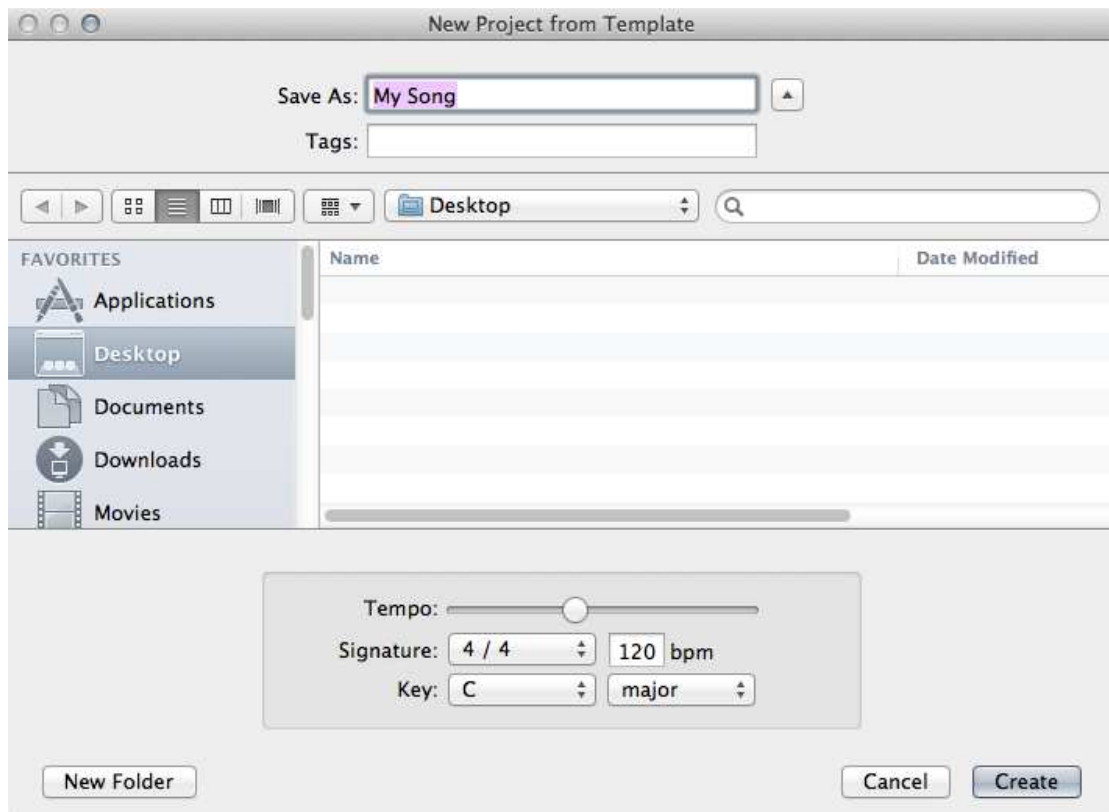 New Project from Template
Save As: My Song
Tags:
Desktop
FAVORITES
Name Date Modified
Applications
Desktop
Documents
Downloads
Movies
Tempo:
Signature: 4 / 4 120 bpm
Key: C major
New Folder Cancel Create